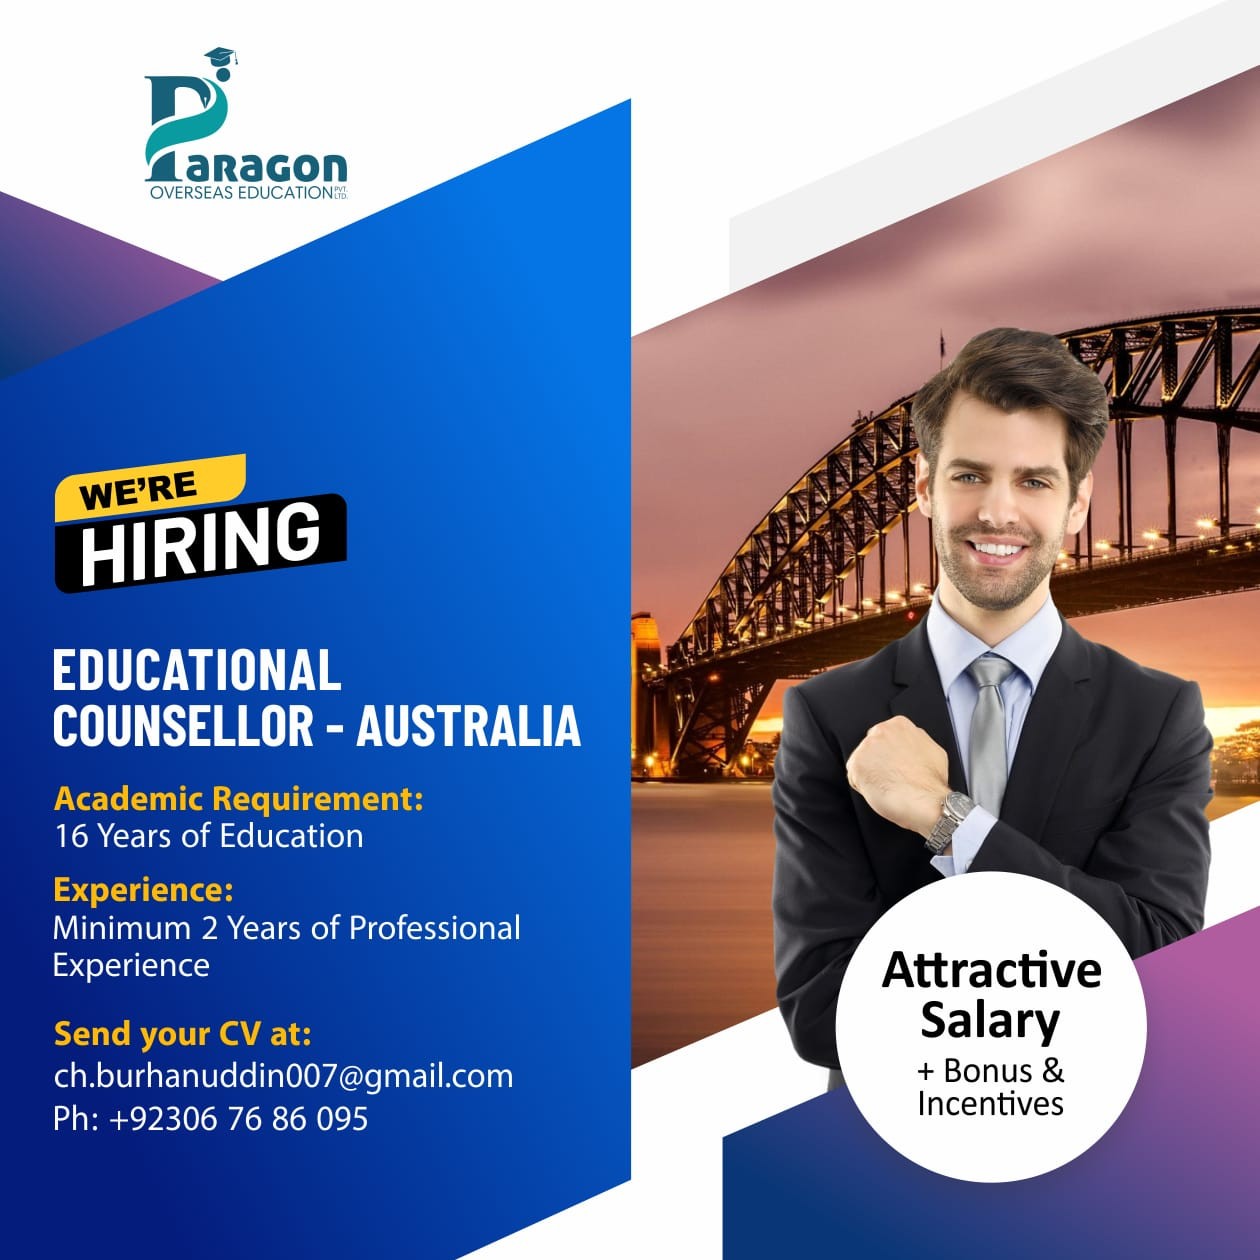 Paragon
OVERSEAS EDUCATION PVT. LTD.
WE'RE
HIRING
EDUCATIONAL
COUNSELLOR - AUSTRALIA
Academic Requirement:
16 Years of Education
Experience:
Minimum 2 Years of Professional
Experience
Send your CV at:
ch.burhanuddin007@gmail.com
Ph: +92306 76 86 095
Attractive
Salary
+ Bonus &
Incentives